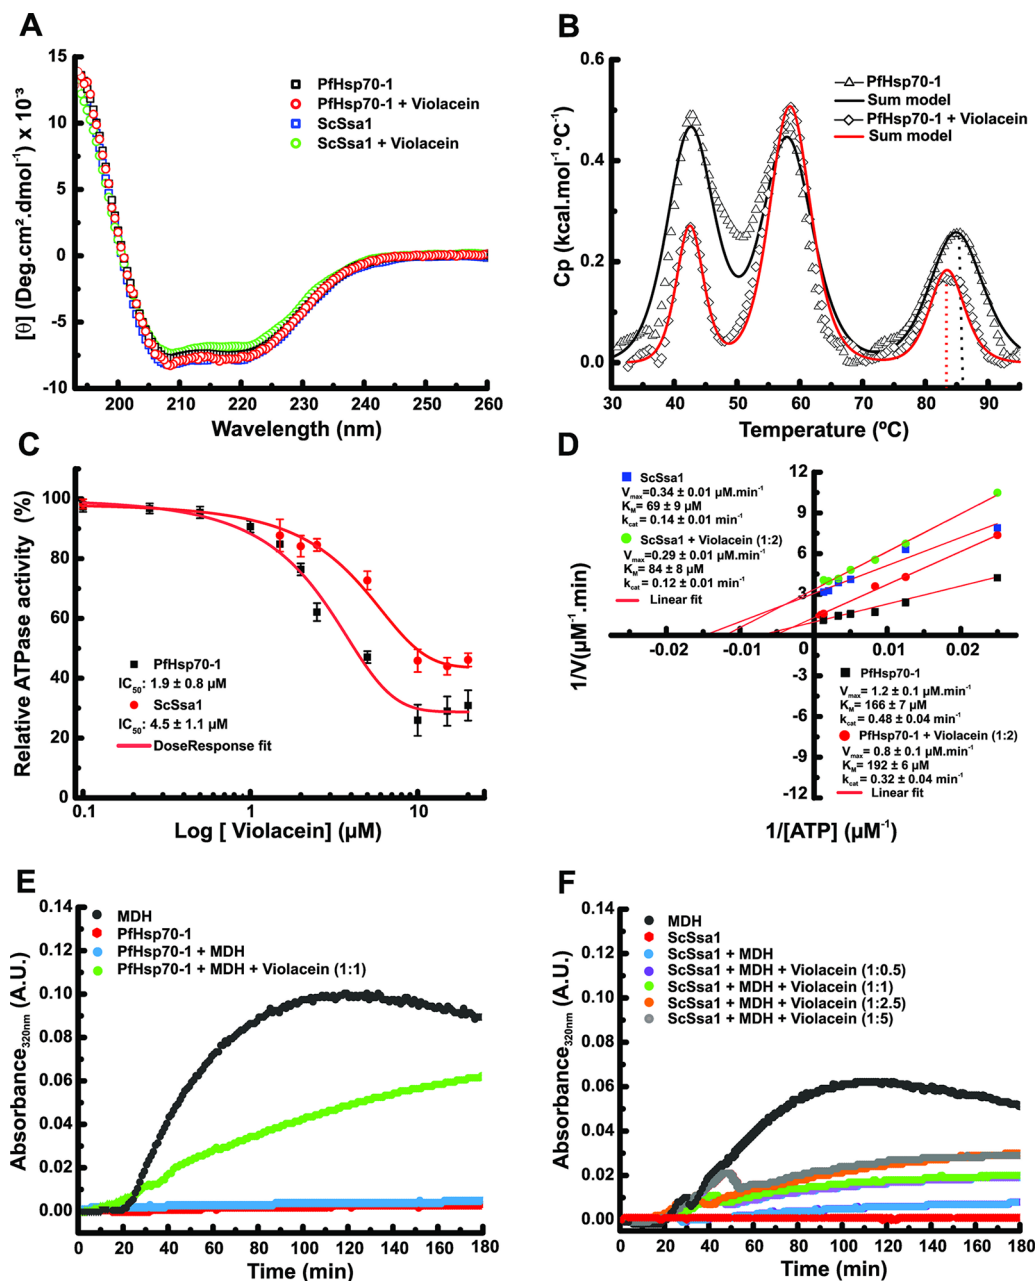 A
15
10
5
0
-5
-10
[θ] (Deg.cm².dmol⁻¹) x 10⁻³
PfHsp70-1
PfHsp70-1 + Violacein
ScSsa1
ScSsa1 + Violacein
200 210 220 230 240 250 260
Wavelength (nm)
B
0.6
0.4
0.2
0.0
Cp (kcal.mol⁻¹.ºC⁻¹)
PfHsp70-1
Sum model
PfHsp70-1 + Violacein
Sum model
30 40 50 60 70 80 90
Temperature (ºC)
C
100
80
60
40
20
0
Relative ATPase activity (%)
PfHsp70-1
IC₅₀: 1.9 ± 0.8 µM
ScSsa1
IC₅₀: 4.5 ± 1.1 µM
DoseResponse fit
0.1 1 10
Log [ Violacein] (µM)
D
ScSsa1
Vmax=0.34 ± 0.01 µM.min⁻¹
KM= 69 ± 9 µM
kcat = 0.14 ± 0.01 min⁻¹
ScSsa1 + Violacein (1:2)
Vmax=0.29 ± 0.01 µM.min⁻¹
KM= 84 ± 8 µM
kcat = 0.12 ± 0.01 min⁻¹
Linear fit
12
9
6
3
0
-3
-6
-9
-12
-0.02 -0.01 0.01 0.02
1/V(µM⁻¹.min)
PfHsp70-1
Vmax= 1.2 ± 0.1 µM.min⁻¹
KM= 166 ± 7 µM
kcat = 0.48 ± 0.04 min⁻¹
PfHsp70-1 + Violacein (1:2)
Vmax= 0.8 ± 0.1 µM.min⁻¹
KM= 192 ± 6 µM
kcat = 0.32 ± 0.04 min⁻¹
Linear fit
1/[ATP] (µM⁻¹)
E
0.14
0.12
0.10
0.08
0.06
0.04
0.02
0.00
Absorbance320nm (A.U.)
MDH
PfHsp70-1
PfHsp70-1 + MDH
PfHsp70-1 + MDH + Violacein (1:1)
0 20 40 60 80 100 120 140 160 180
Time (min)
F
0.14
0.12
0.10
0.08
0.06
0.04
0.02
0.00
Absorbance320nm (A.U.)
MDH
ScSsa1
ScSsa1 + MDH
ScSsa1 + MDH + Violacein (1:0.5)
ScSsa1 + MDH + Violacein (1:1)
ScSsa1 + MDH + Violacein (1:2.5)
ScSsa1 + MDH + Violacein (1:5)
0 20 40 60 80 100 120 140 160 180
Time (min)